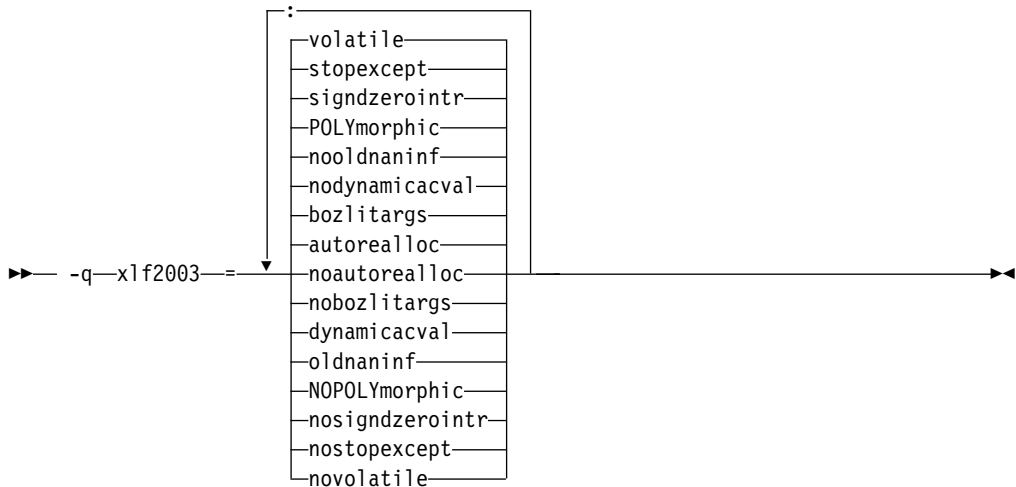 :
volatile
stopexcept
signdzerointr
POLYmorphic
nooldnaninf
nodynamicacval
bozlitargs
autorealloc
-q xlf2003 = noautorealloc
nobozlitargs
dynamicacval
oldnaninf
NOPOLYmorphic
nosigndzerointr
nostopexcept
novolatile